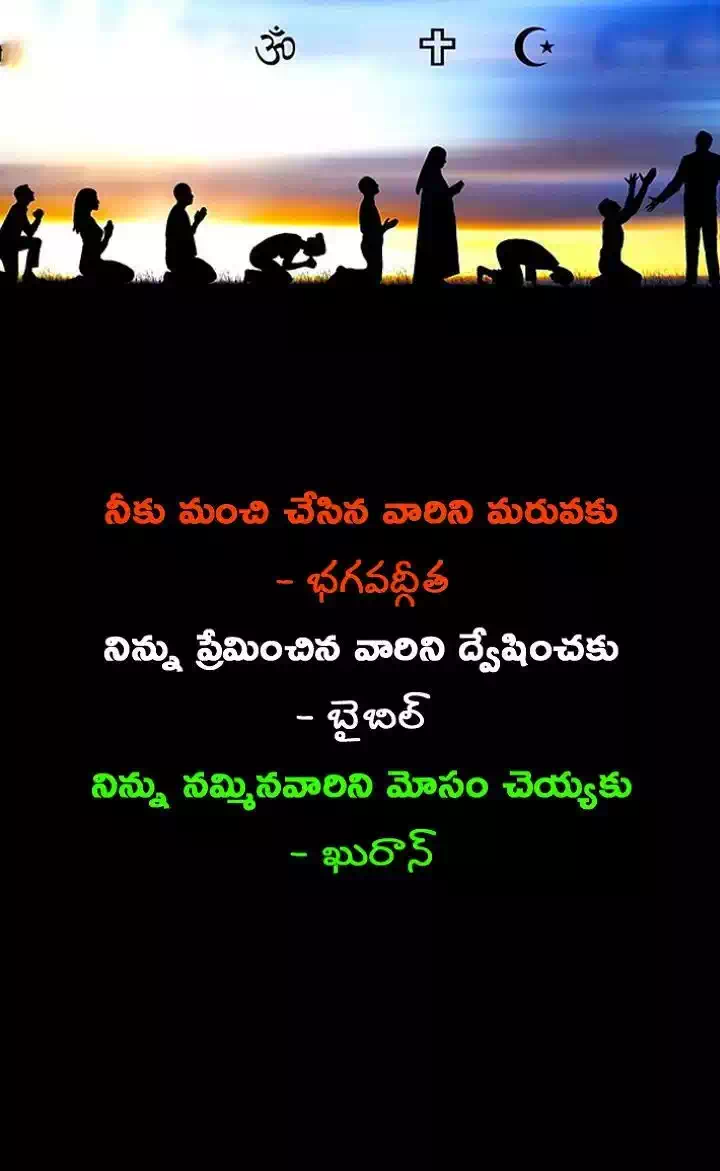 ॐ
నీకు మంచి చేసిన వారిని మరువకు
- భగవద్గీత
నిన్ను ప్రేమించిన వారిని ద్వేషించకు
- బైబిల్
నిన్ను నమ్మినవారిని మోసం చెయ్యకు
- ఖురాన్